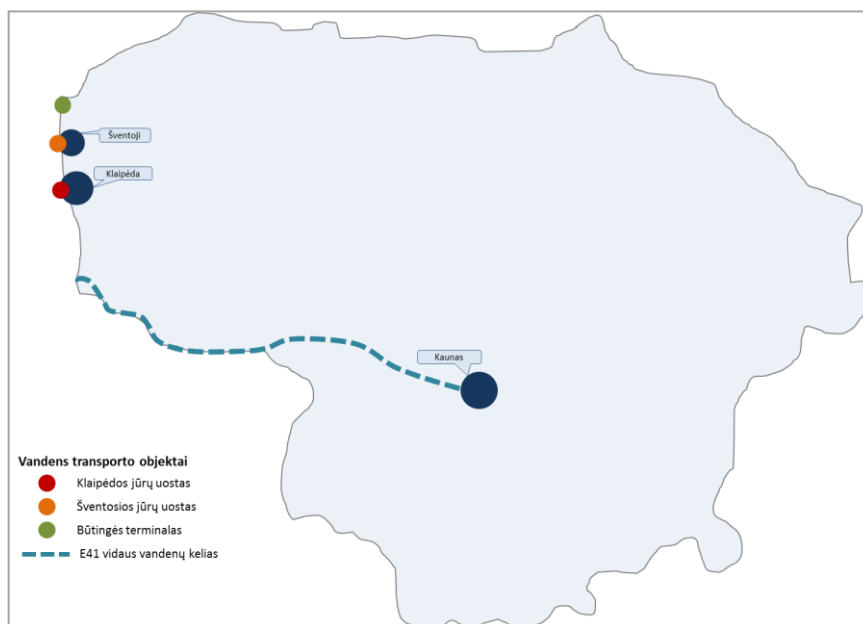 Šventoji
Klaipėda
Kaunas
Vandens transporto objektai
Klaipėdos jūrų uostas
Šventosios jūrų uostas
Būtingės terminalas
E41 vidaus vandenų kelias